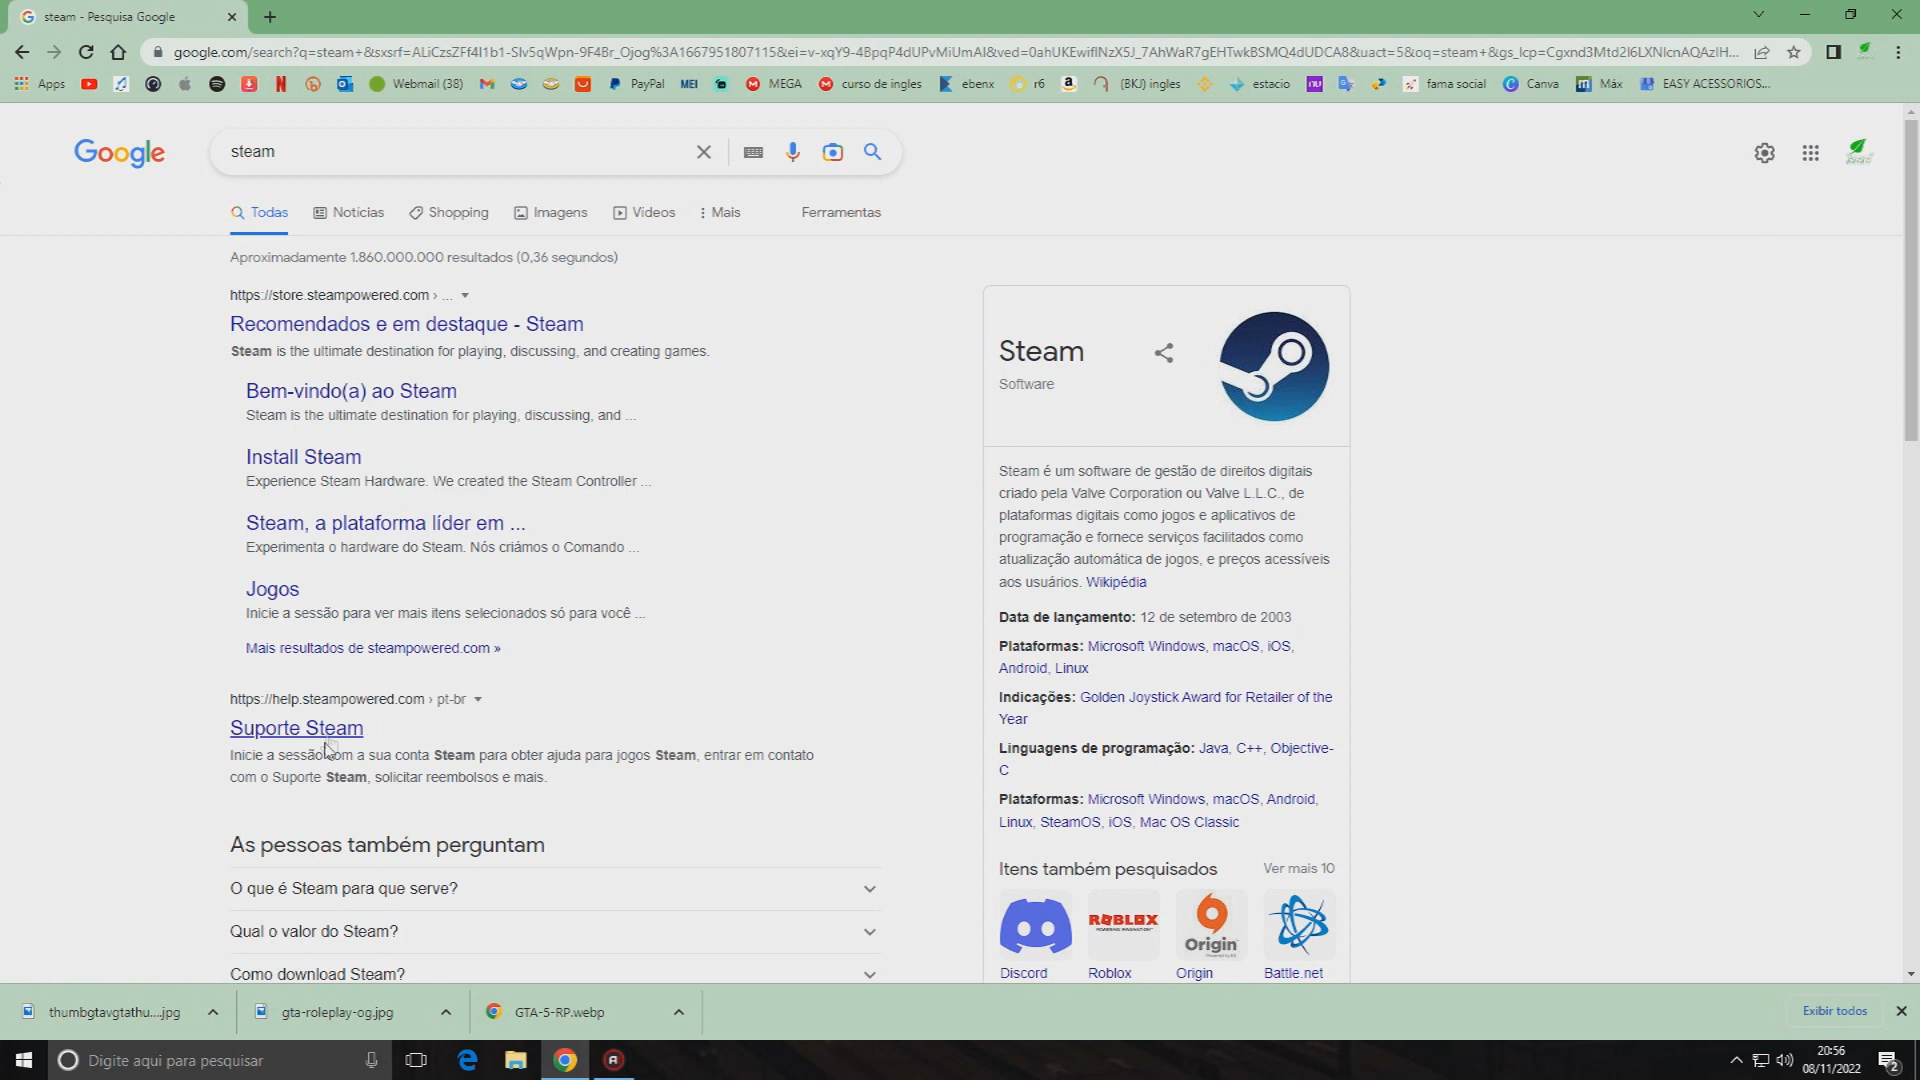 steam - Pesquisa Google
google.com/search?q=steam+&sxsrf=ALiCzsZFf4I1b1-SIv5qWpn-9F4Br_Ojog%3A1667951807115&ei=v-xqY9-4BpqP4dUPvMiUmAI&ved=0ahUKEwifINzX5J_7AhWaR7gEHTwkBSMQ4dUDCA8&uact=5&oq=steam+&gs_lcp=Cgxnd3Mtd2l6LXNlcnAQAzIH...
Apps Webmail (38) PayPal MEI MEGA curso de ingles ebenx r6 (BKJ) ingles estacio nu fama social Canva Máx EASY ACESSORIOS...
Google
steam
Todas Notícias Shopping Imagens Vídeos Mais Ferramentas
Aproximadamente 1.860.000.000 resultados (0,36 segundos)
https://store.steampowered.com › ...
Recomendados e em destaque - Steam
Steam is the ultimate destination for playing, discussing, and creating games.
Bem-vindo(a) ao Steam
Steam is the ultimate destination for playing, discussing, and ...
Install Steam
Experience Steam Hardware. We created the Steam Controller ...
Steam, a plataforma líder em ...
Experimenta o hardware do Steam. Nós criámos o Comando ...
Jogos
Inicie a sessão para ver mais itens selecionados só para você ...
Mais resultados de steampowered.com »
https://help.steampowered.com › pt-br
Suporte Steam
Inicie a sessão com a sua conta Steam para obter ajuda para jogos Steam, entrar em contato
com o Suporte Steam, solicitar reembolsos e mais.
As pessoas também perguntam
O que é Steam para que serve?
Qual o valor do Steam?
Como download Steam?
Steam
Software
Steam é um software de gestão de direitos digitais
criado pela Valve Corporation ou Valve L.L.C., de
plataformas digitais como jogos e aplicativos de
programação e fornece serviços facilitados como
atualização automática de jogos, e preços acessíveis
aos usuários. Wikipédia
Data de lançamento: 12 de setembro de 2003
Plataformas: Microsoft Windows, macOS, iOS,
Android, Linux
Indicações: Golden Joystick Award for Retailer of the
Year
Linguagens de programação: Java, C++, Objective-
C
Plataformas: Microsoft Windows, macOS, Android,
Linux, SteamOS, iOS, Mac OS Classic
Itens também pesquisados Ver mais 10
ROBLOX
Origin
Discord Roblox Origin Battle.net
thumbgtavgtathu....jpg gta-roleplay-og.jpg GTA-5-RP.webp Exibir todos
Digite aqui para pesquisar
20:56
08/11/2022
2